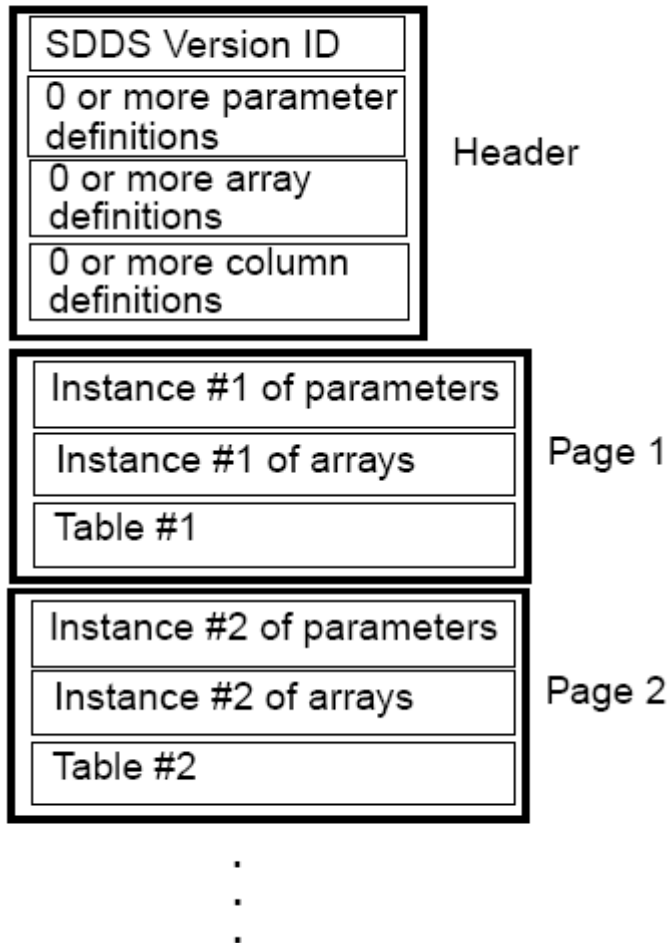 SDDS Version ID
0 or more parameter
definitions
0 or more array
definitions
0 or more column
definitions
Header
Instance #1 of parameters
Instance #1 of arrays
Table #1
Page 1
Instance #2 of parameters
Instance #2 of arrays
Table #2
Page 2
.
.
.